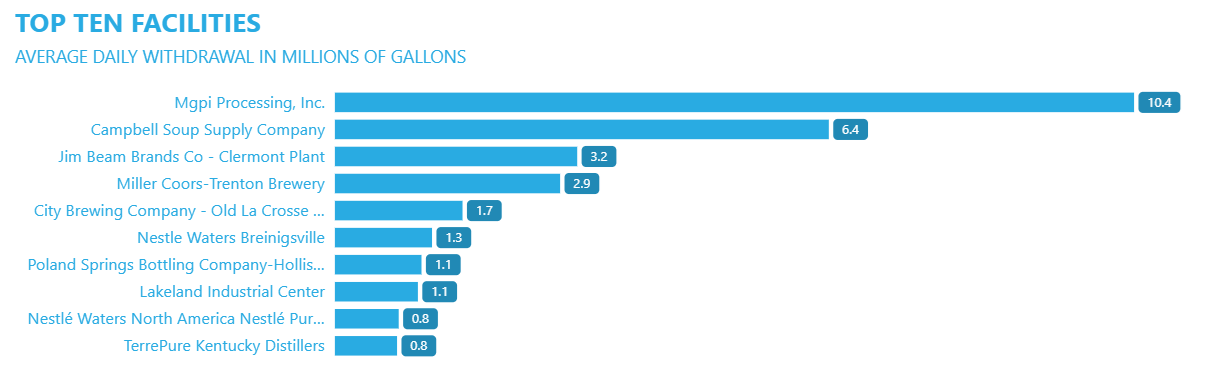 TOP TEN FACILITIES
AVERAGE DAILY WITHDRAWAL IN MILLIONS OF GALLONS
Mgpi Processing, Inc. 10.4
Campbell Soup Supply Company 6.4
Jim Beam Brands Co - Clermont Plant 3.2
Miller Coors-Trenton Brewery 2.9
City Brewing Company - Old La Crosse ... 1.7
Nestle Waters Breinigsville 1.3
Poland Springs Bottling Company-Hollis... 1.1
Lakeland Industrial Center 1.1
Nestlé Waters North America Nestlé Pur... 0.8
TerrePure Kentucky Distillers 0.8